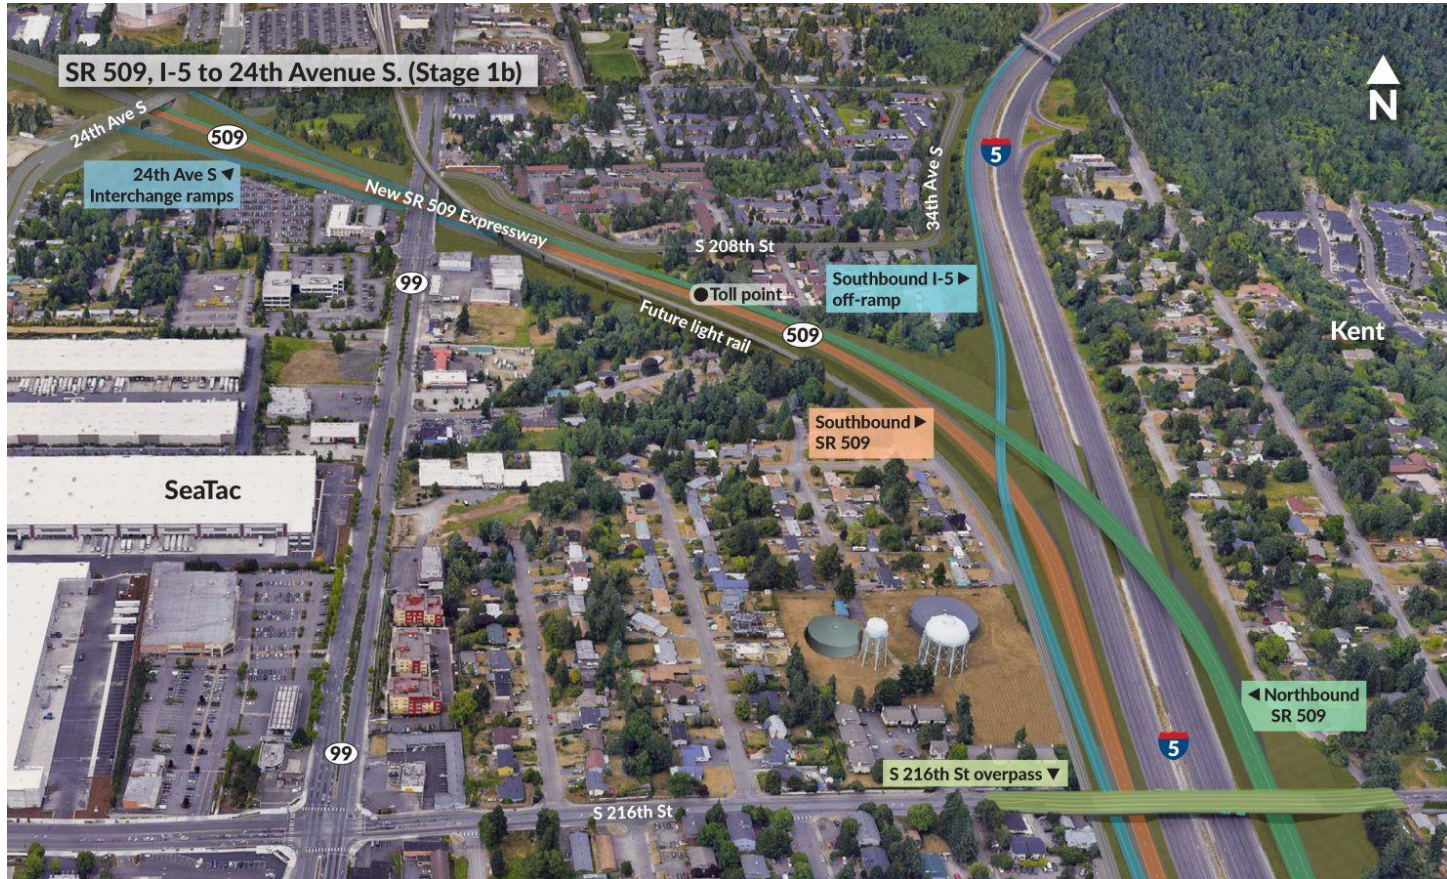 SR 509, I-5 to 24th Avenue S. (Stage 1b)
N
24th Ave S
509
5
24th Ave S
Interchange ramps
New SR 509 Expressway
34th Ave S
S 208th St
99
Southbound I-5
off-ramp
Toll point
Future light rail
509
Kent
Southbound
SR 509
SeaTac
Northbound
SR 509
5
99
S 216th St overpass
S 216th St